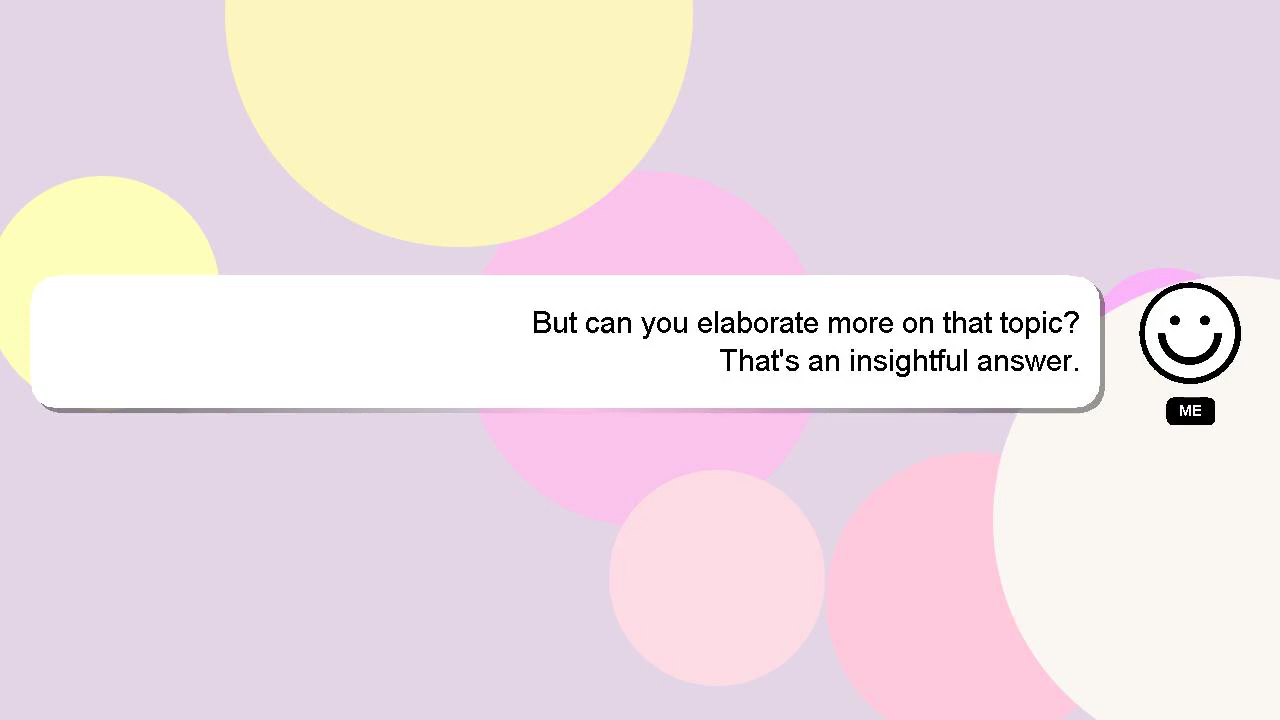 But can you elaborate more on that topic?
That's an insightful answer.
ME